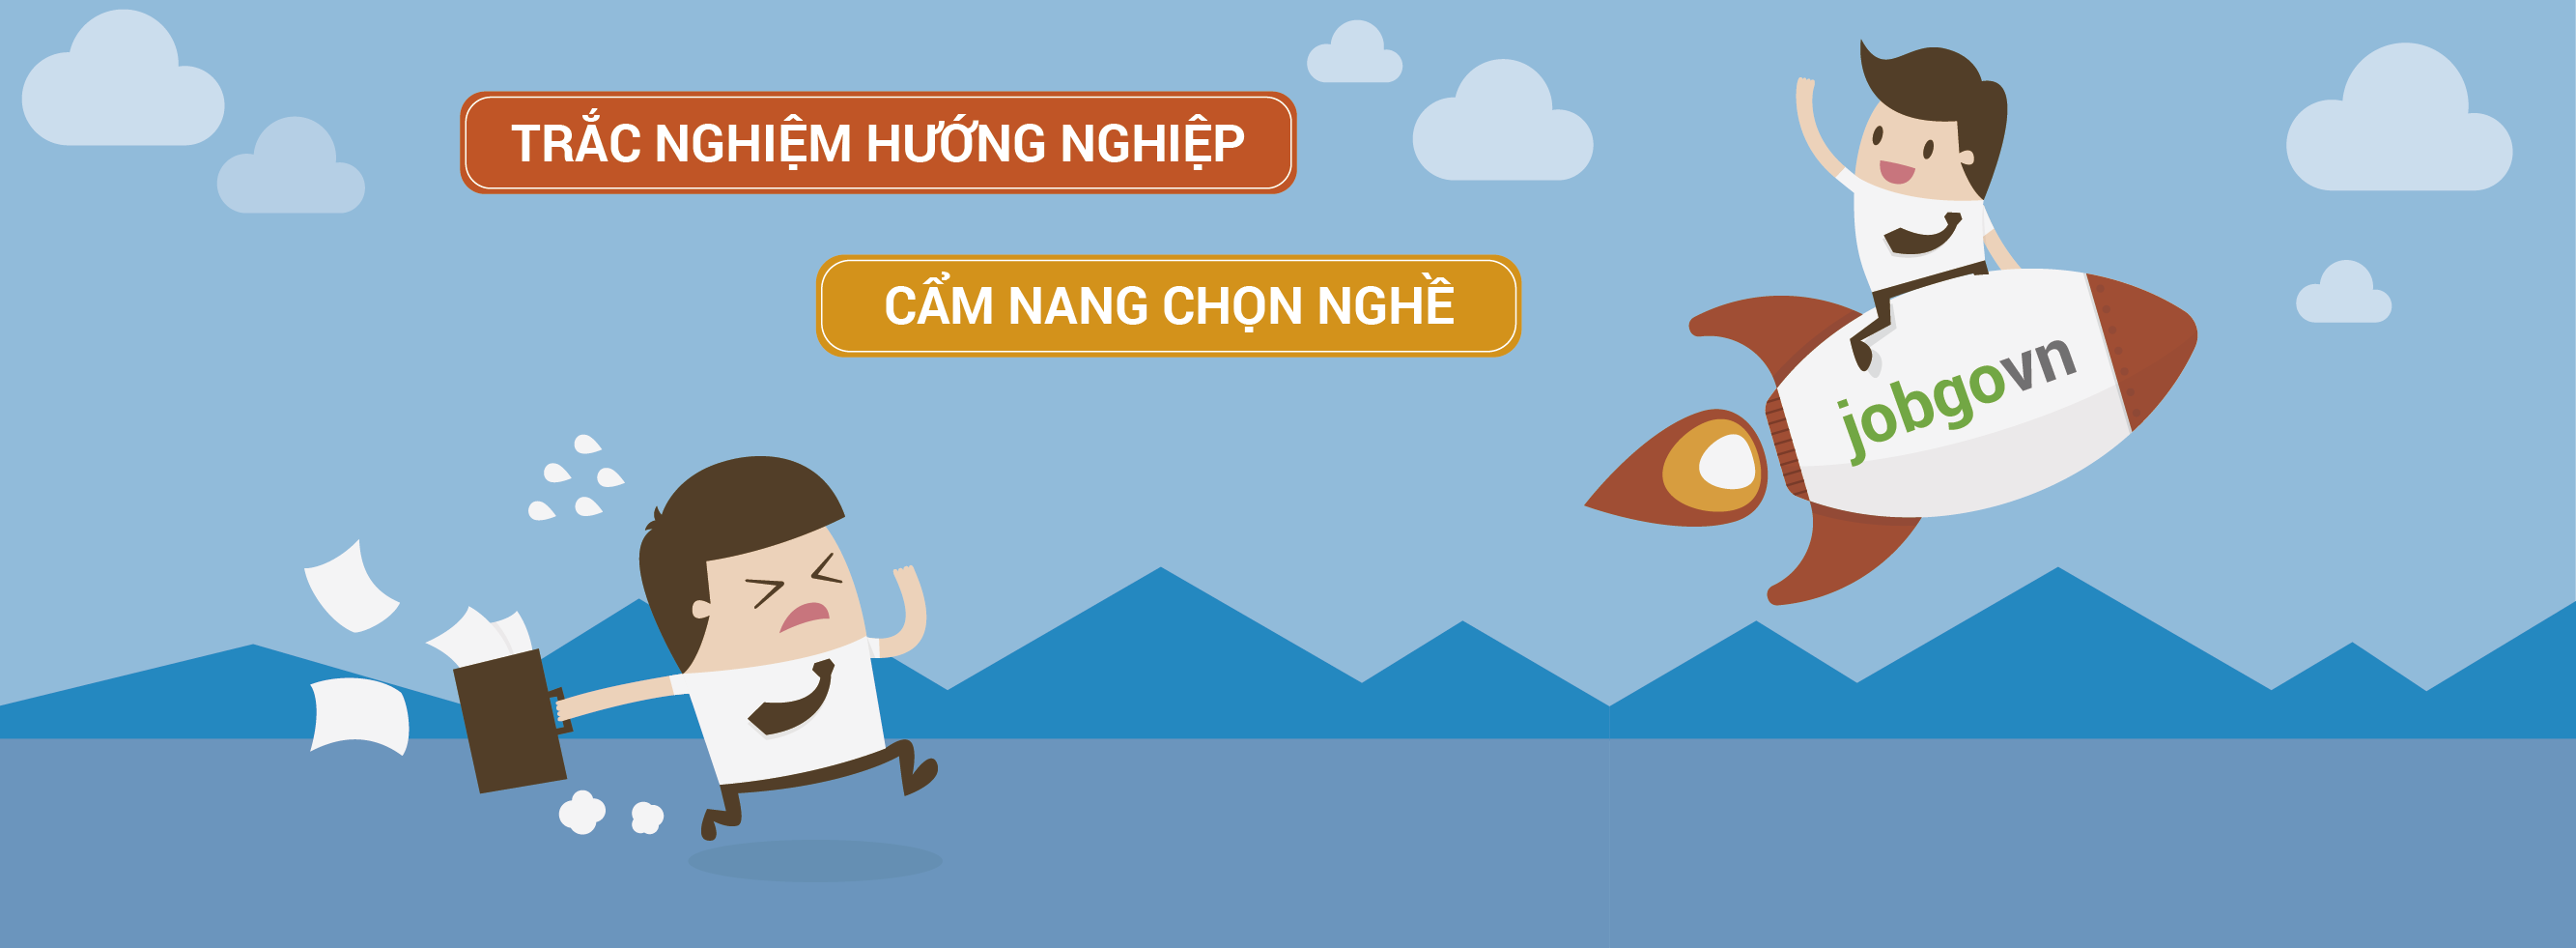 TRẮC NGHIỆM HƯỚNG NGHIỆP
CẨM NANG CHỌN NGHỀ
jobgovn